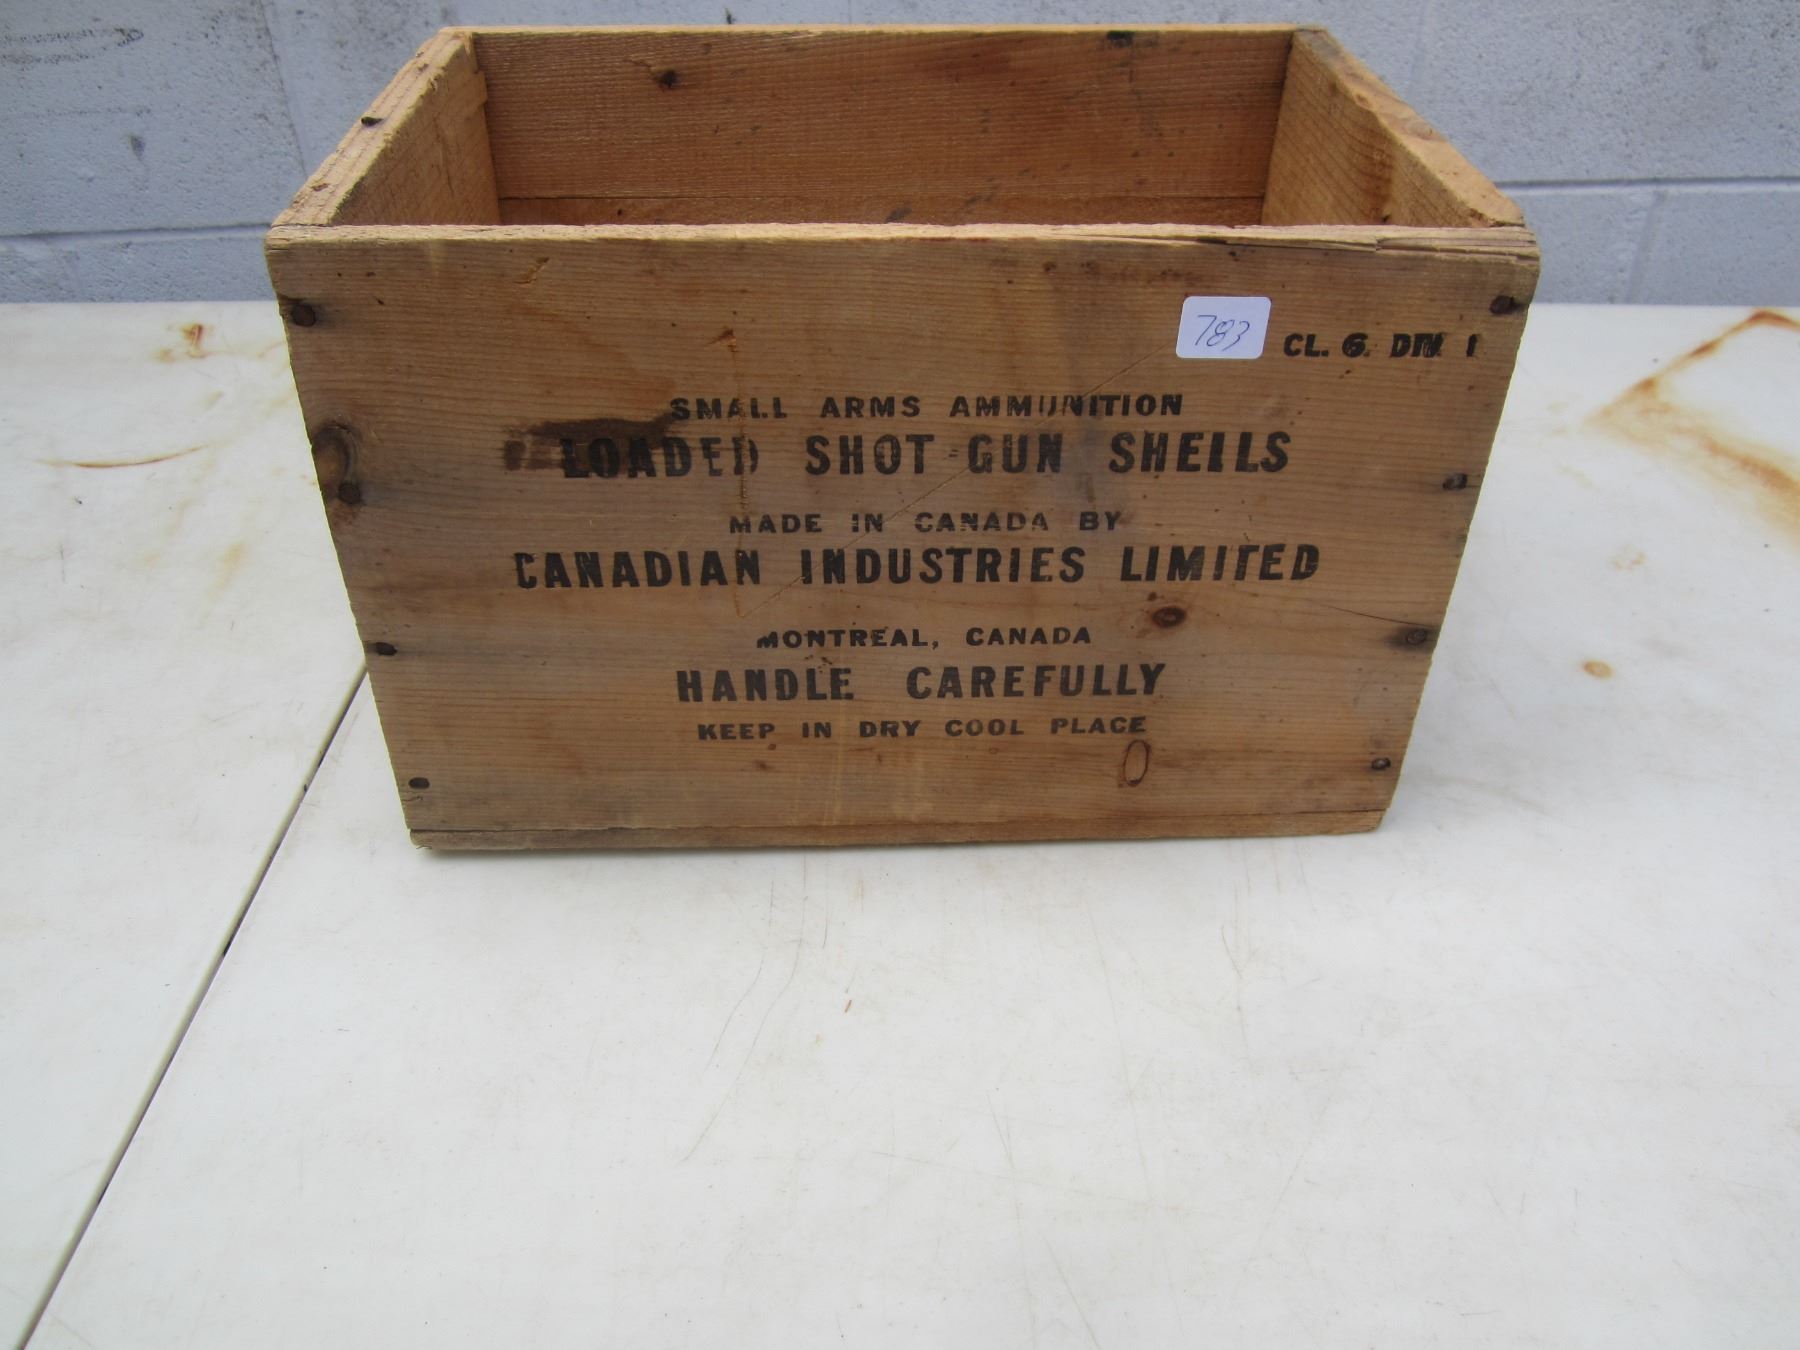 783
CL. 6. DIV. 1
SMALL ARMS AMMUNITION
LOADED SHOT-GUN SHELLS
MADE IN CANADA BY
CANADIAN INDUSTRIES LIMITED
MONTREAL, CANADA
HANDLE CAREFULLY
KEEP IN DRY COOL PLACE